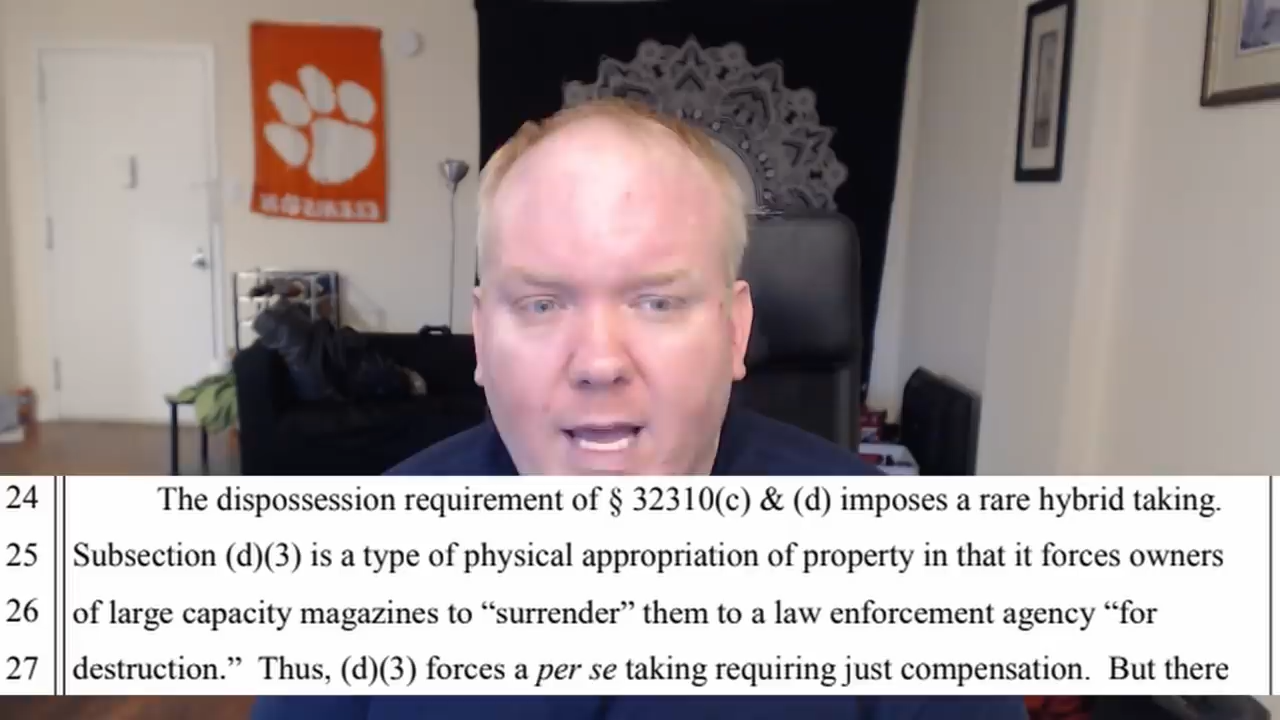 CLEMSON
24 The dispossession requirement of § 32310(c) & (d) imposes a rare hybrid taking.
25 Subsection (d)(3) is a type of physical appropriation of property in that it forces owners
26 of large capacity magazines to “surrender” them to a law enforcement agency “for
27 destruction.” Thus, (d)(3) forces a per se taking requiring just compensation. But there